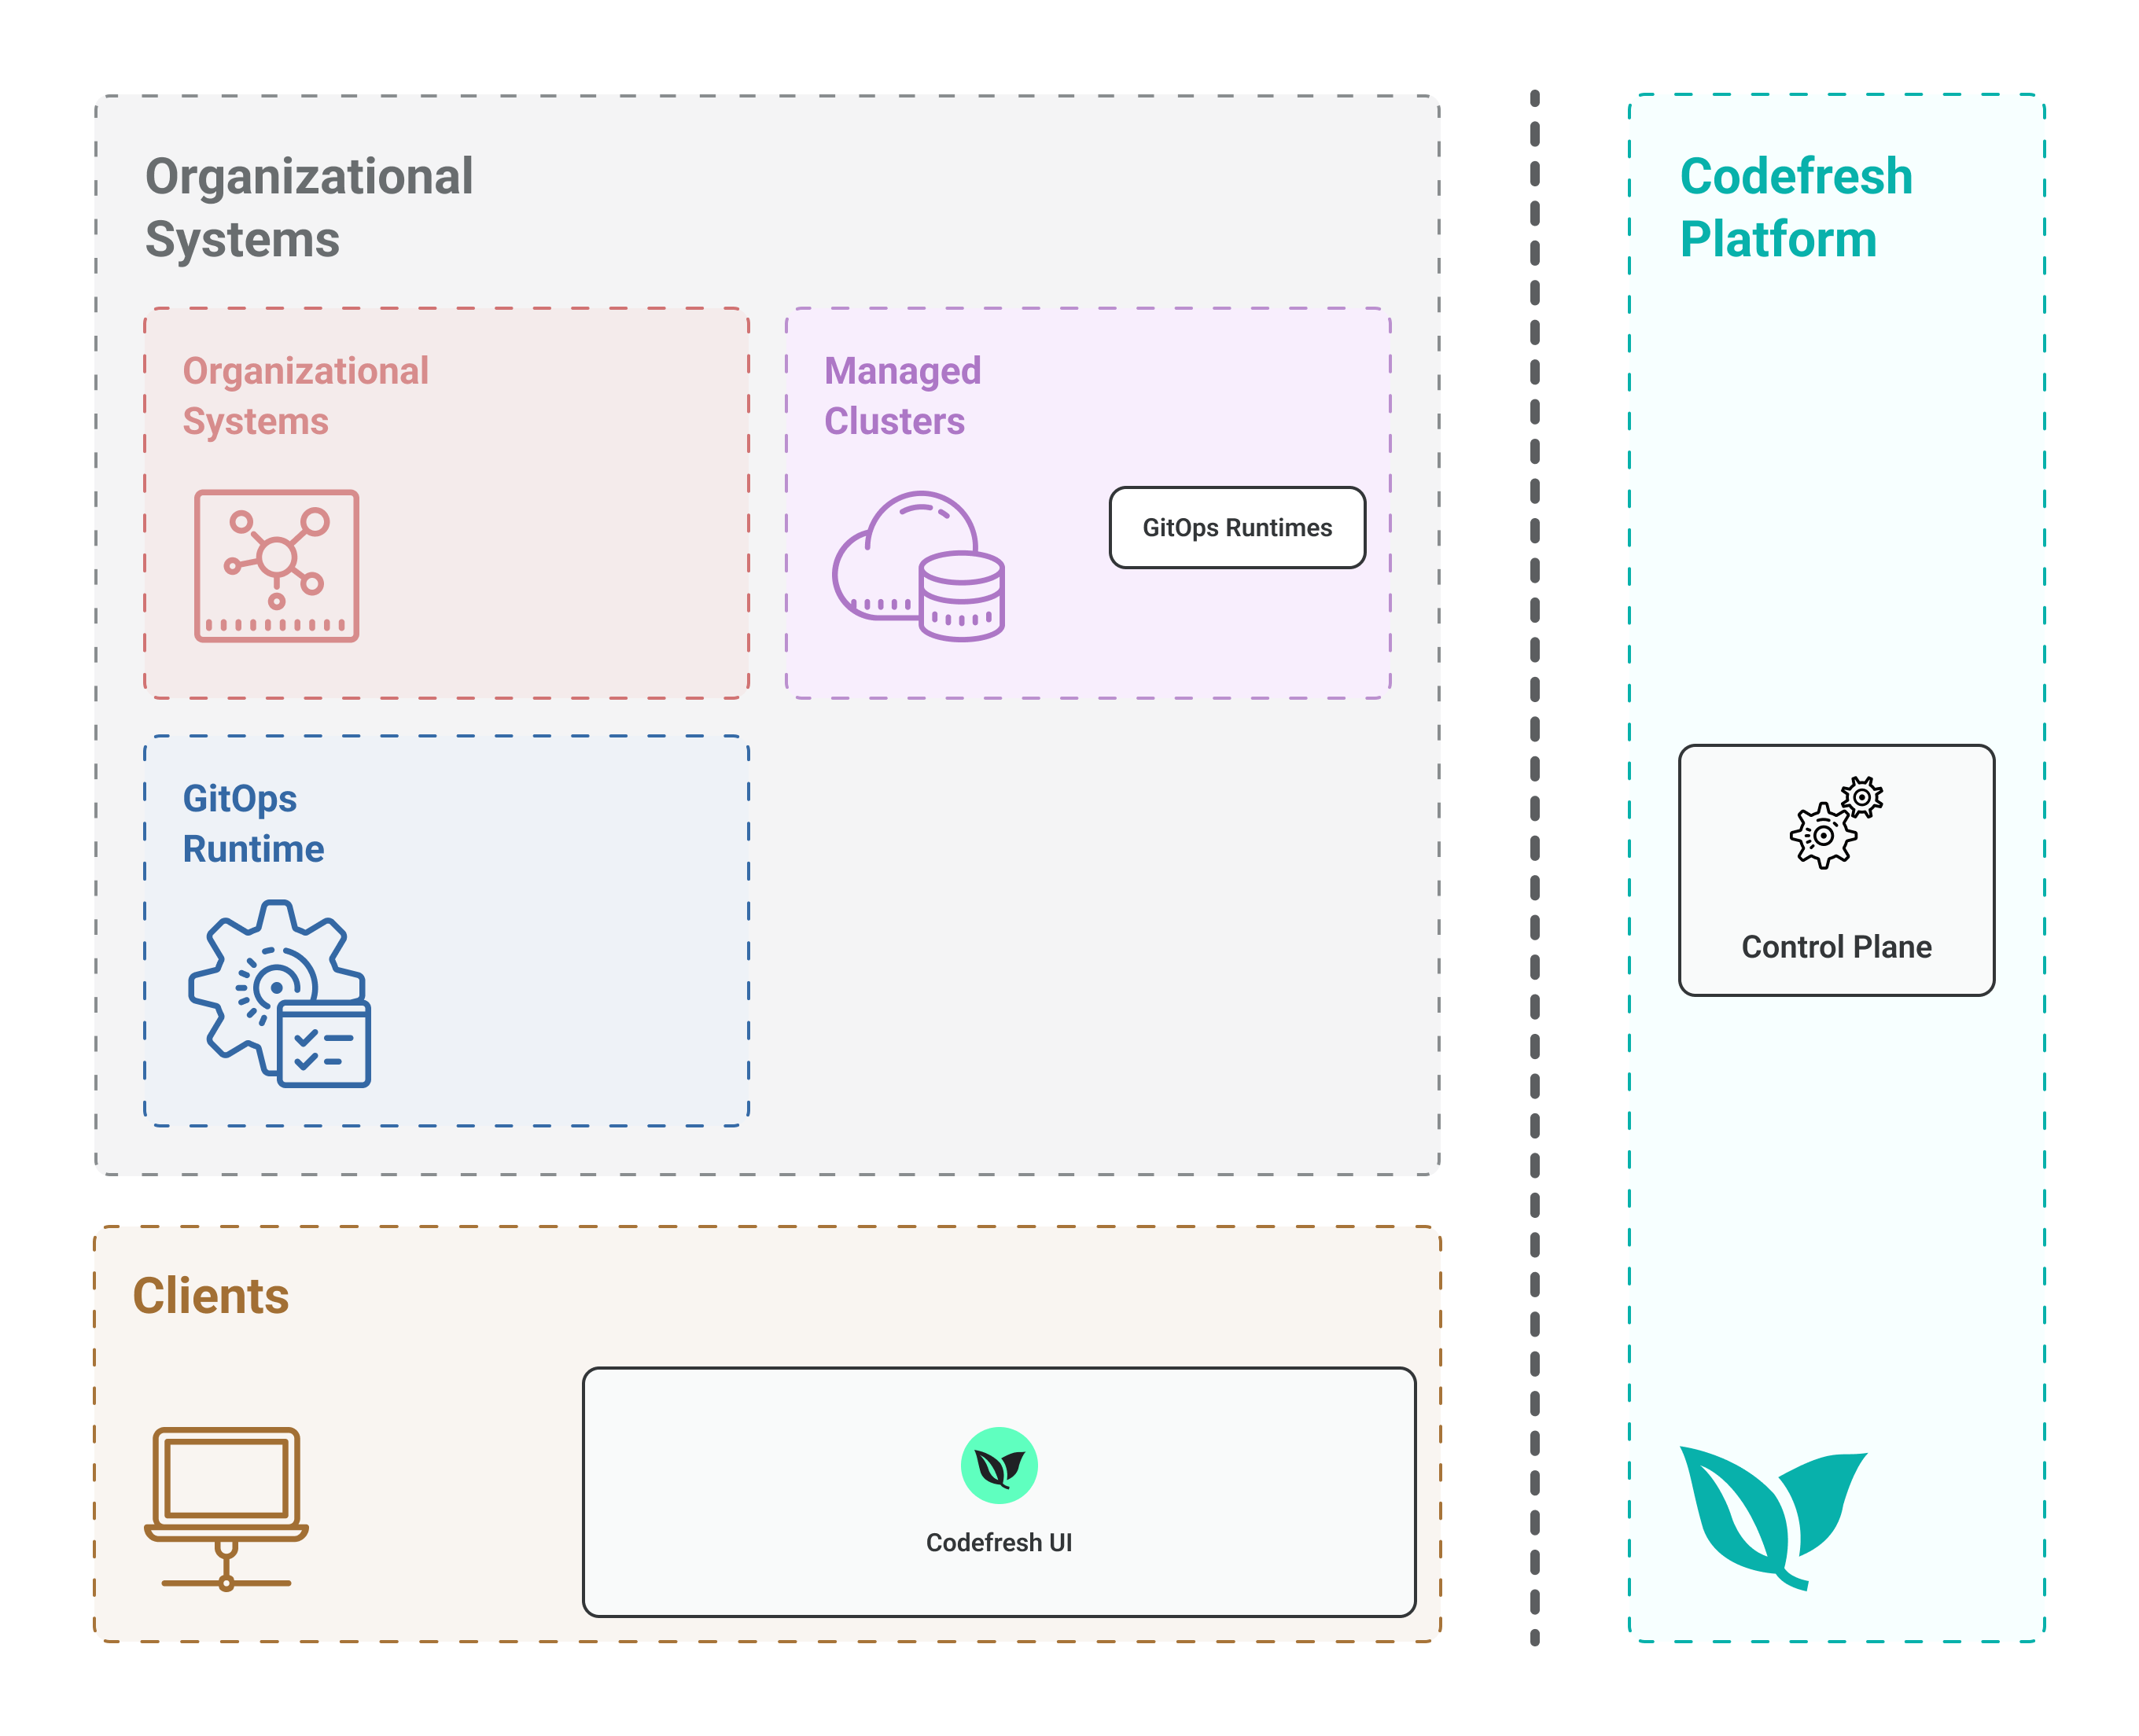 Organizational
Systems
Codefresh
Platform
Organizational
Systems
Managed
Clusters
GitOps Runtimes
GitOps
Runtime
Control Plane
Clients
Codefresh UI